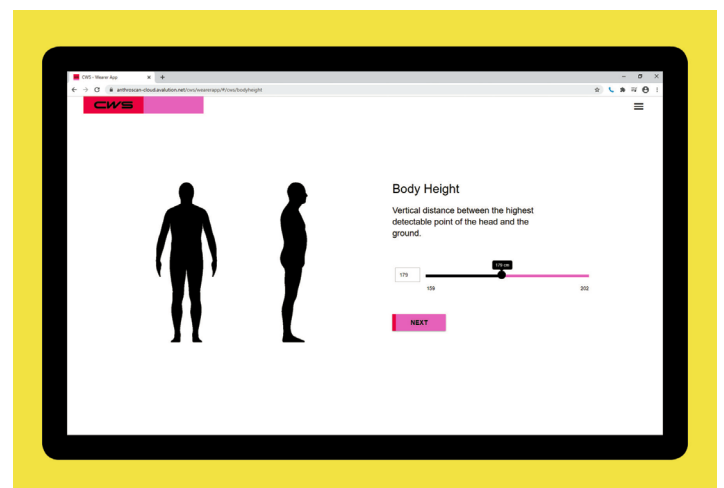 CWS - Wearer App
anthroscan-cloud.avalution.net/cws/wearerapp/#/cws/bodyheight
CWS
Body Height
Vertical distance between the highest
detectable point of the head and the
ground.
179 cm
179
159
202
NEXT